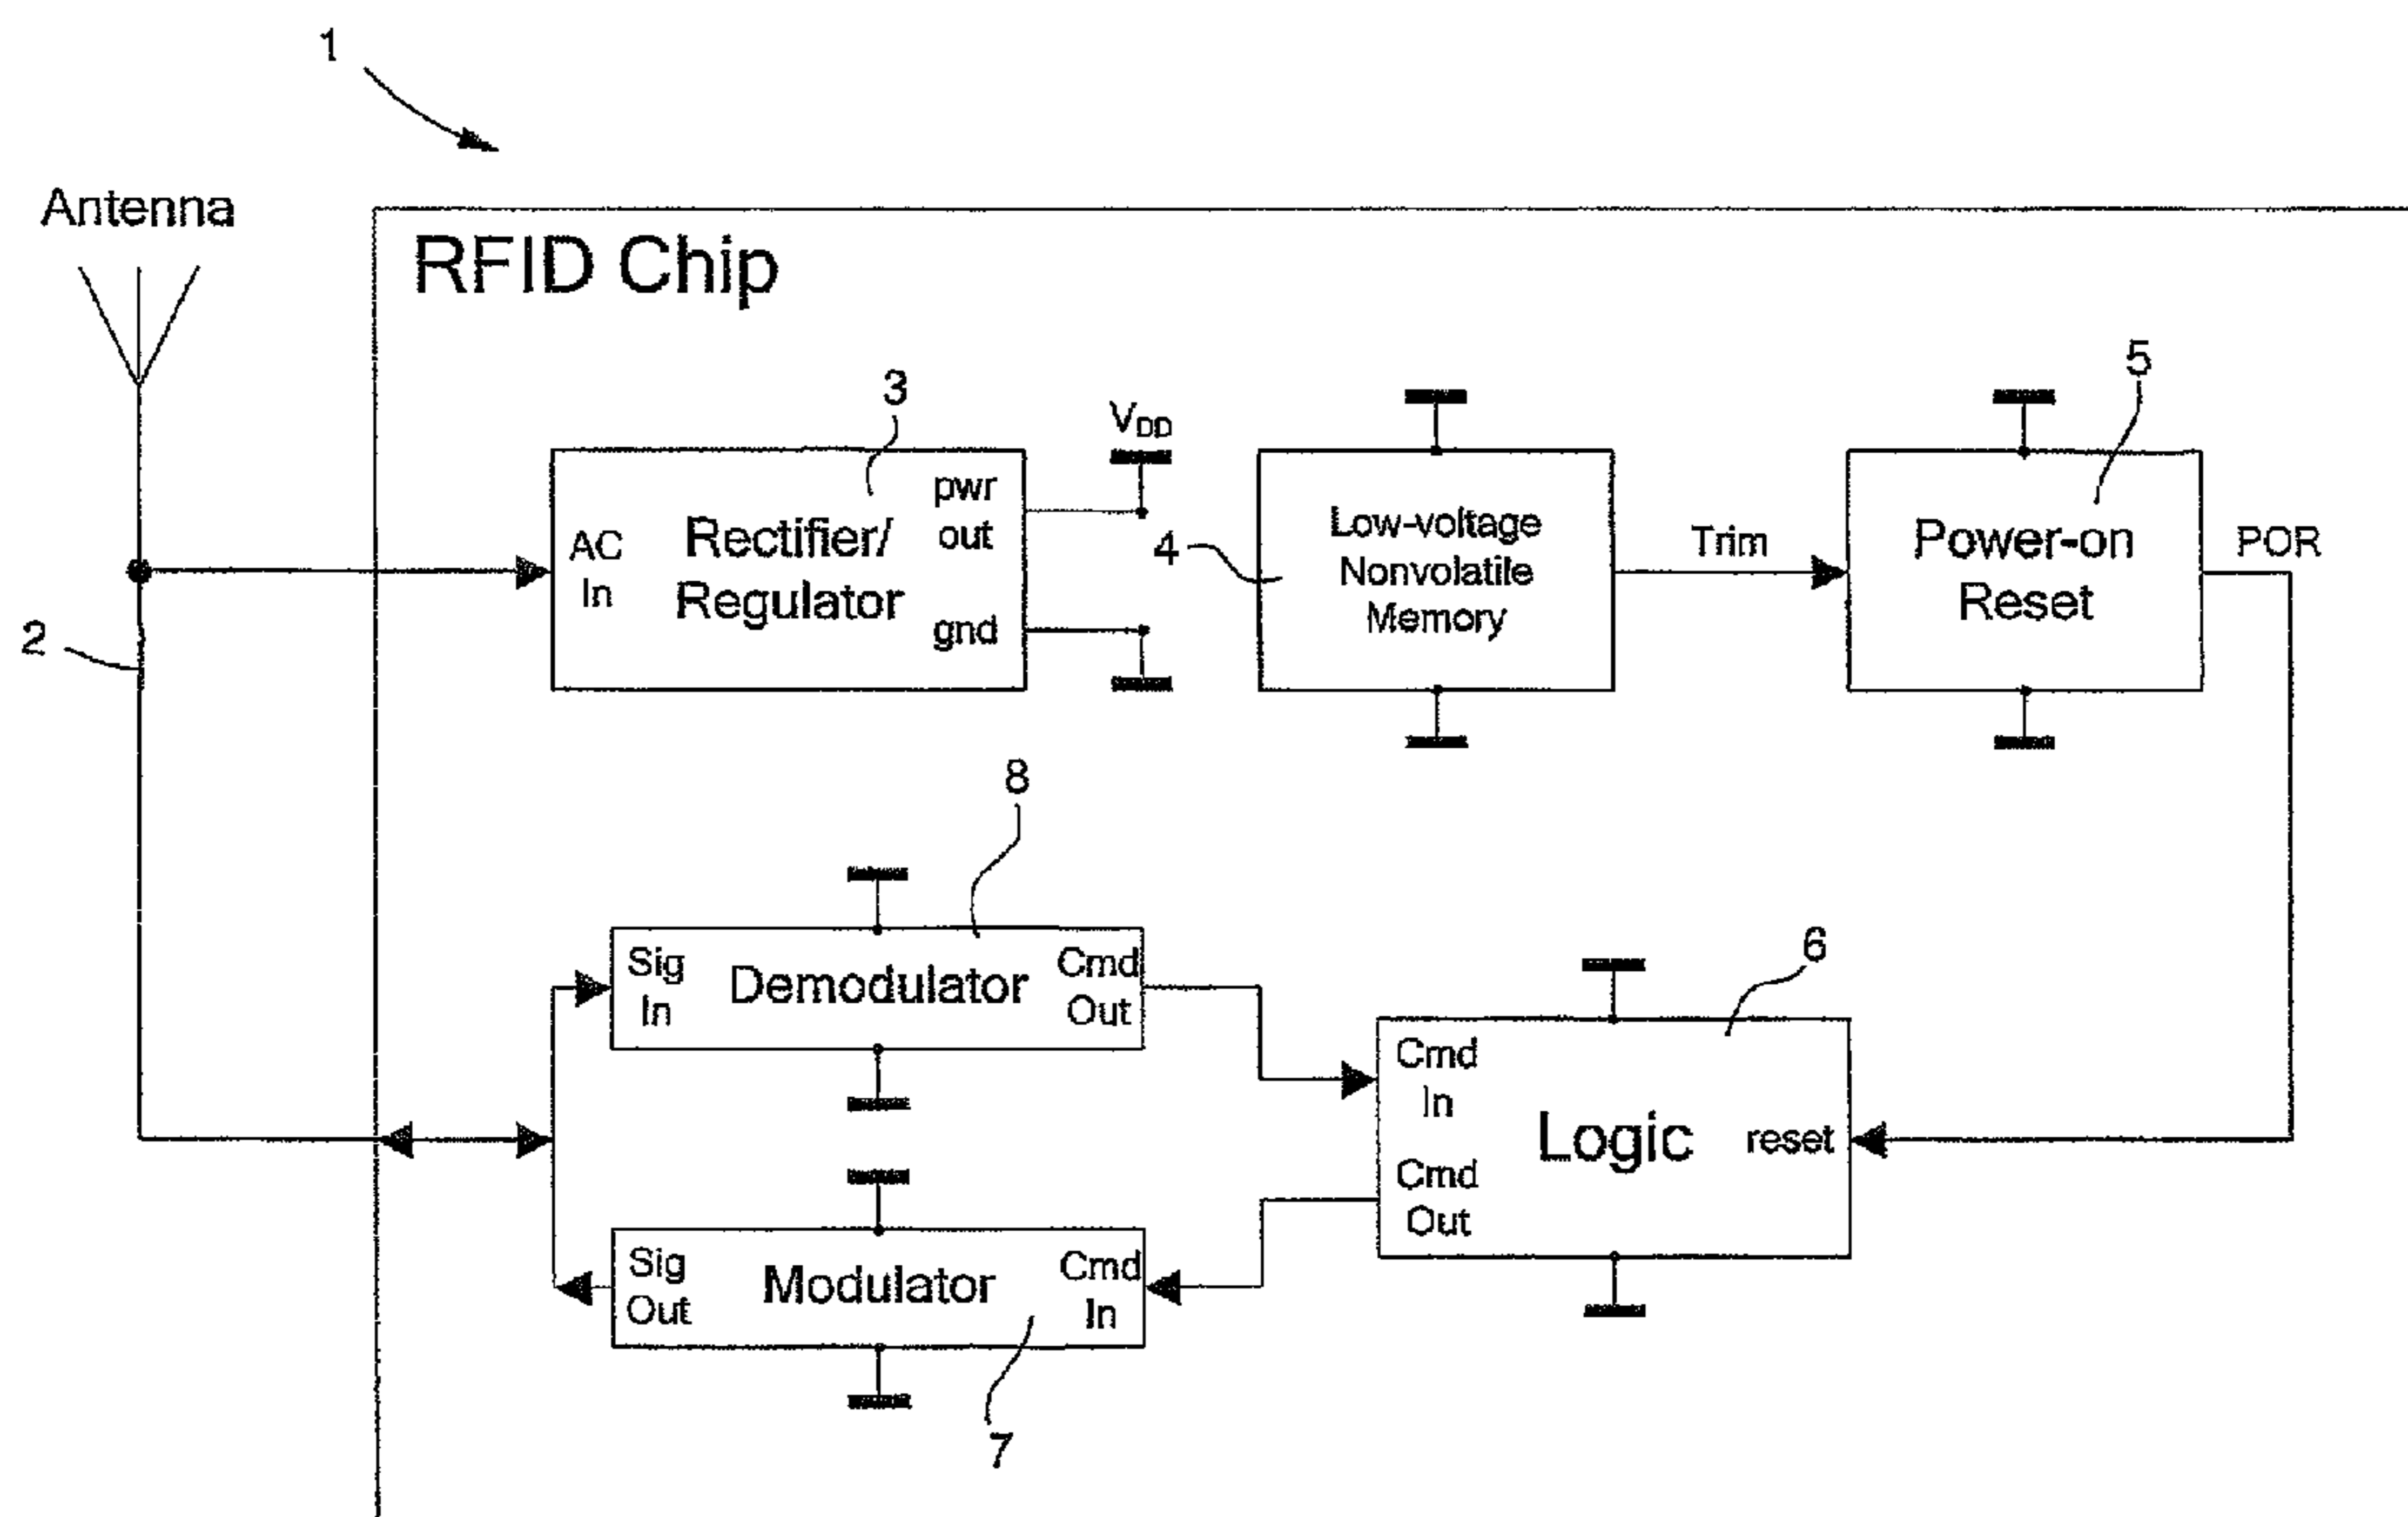 1
Antenna
RFID Chip
2
3
AC
In
Rectifier/
Regulator
pwr
out
gnd
VDD
4
Low-voltage
Nonvolatile
Memory
Trim
5
Power-on
Reset
POR
8
Sig
In
Demodulator
Cmd
Out
6
Cmd
In
Logic
reset
Cmd
Out
Sig
Out
Modulator
Cmd
In
7